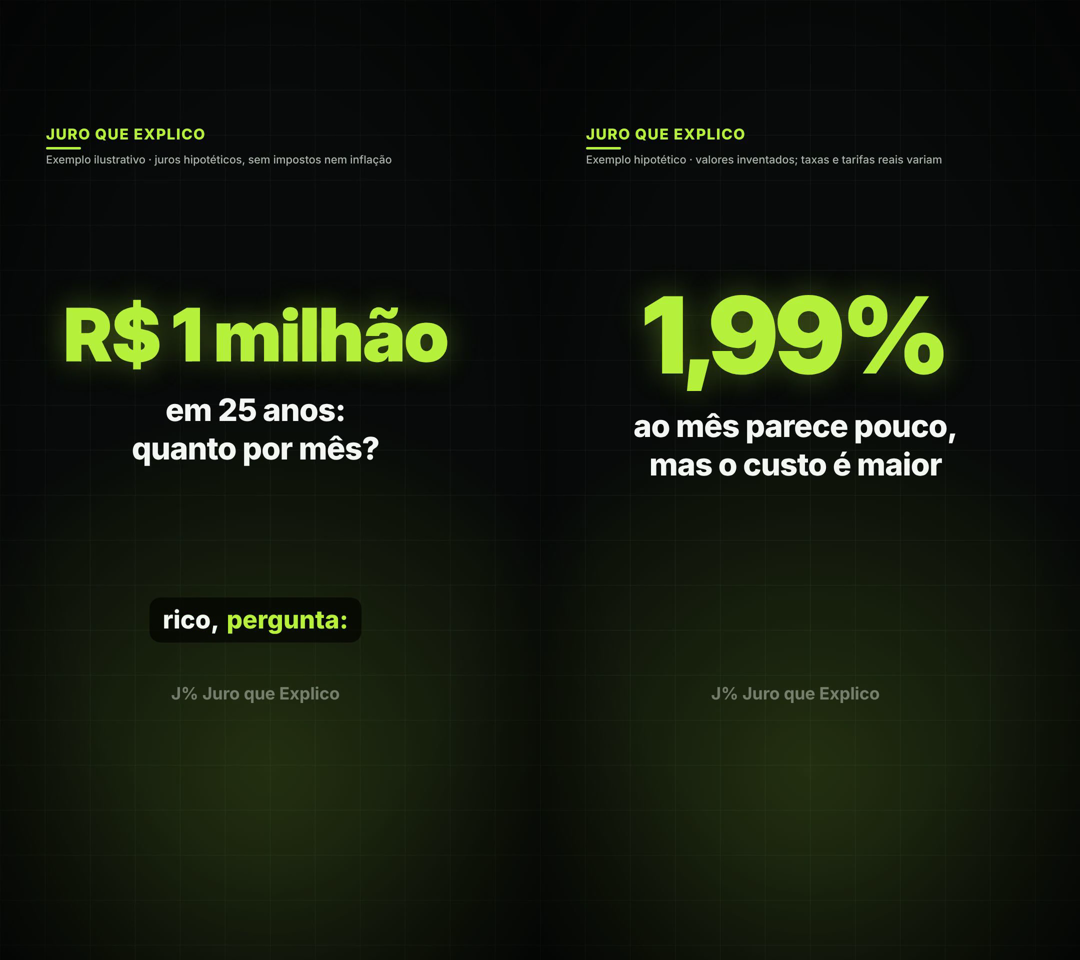 JURO QUE EXPLICO
Exemplo ilustrativo · juros hipotéticos, sem impostos nem inflação
R$ 1 milhão
em 25 anos:
quanto por mês?
rico, pergunta:
J% Juro que Explico
JURO QUE EXPLICO
Exemplo hipotético · valores inventados; taxas e tarifas reais variam
1,99%
ao mês parece pouco,
mas o custo é maior
J% Juro que Explico